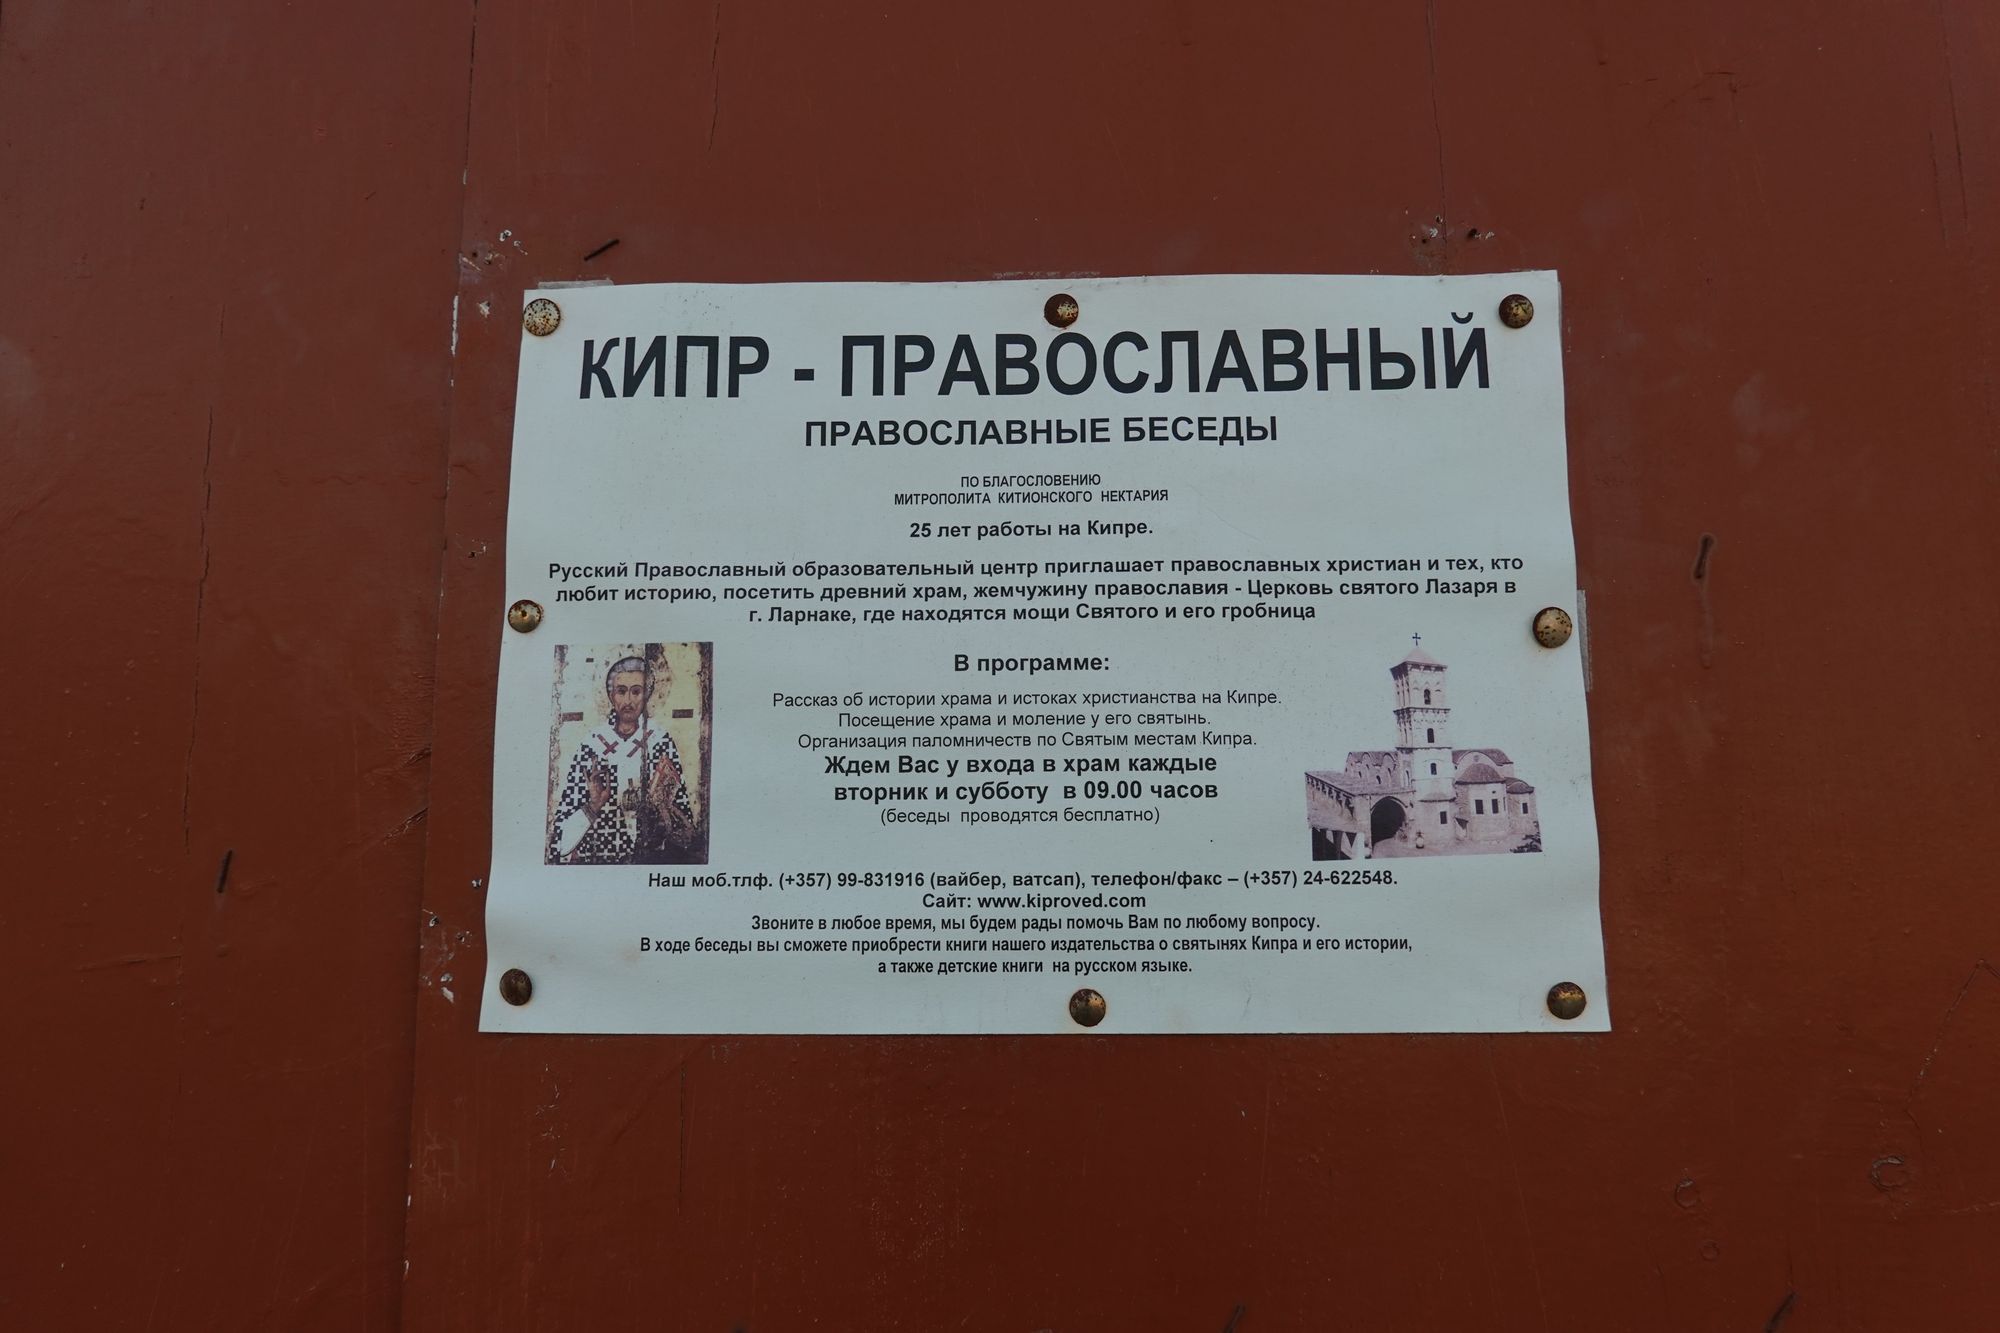 КИПР - ПРАВОСЛАВНЫЙ
ПРАВОСЛАВНЫЕ БЕСЕДЫ
ПО БЛАГОСЛОВЕНИЮ
МИТРОПОЛИТА КИТИОНСКОГО НЕКТАРИЯ
25 лет работы на Кипре.
Русский Православный образовательный центр приглашает православных христиан и тех, кто
любит историю, посетить древний храм, жемчужину православия - Церковь святого Лазаря в
г. Ларнаке, где находятся мощи Святого и его гробница
В программе:
Рассказ об истории храма и истоках христианства на Кипре.
Посещение храма и моление у его святынь.
Организация паломничеств по Святым местам Кипра.
Ждем Вас у входа в храм каждые
вторник и субботу в 09.00 часов
(беседы проводятся бесплатно)
Наш моб.тлф. (+357) 99-831916 (вайбер, ватсап), телефон/факс – (+357) 24-622548.
Сайт: www.kiproved.com
Звоните в любое время, мы будем рады помочь Вам по любому вопросу.
В ходе беседы вы сможете приобрести книги нашего издательства о святынях Кипра и его истории,
а также детские книги на русском языке.